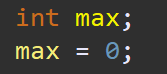 int max;
max = 0;